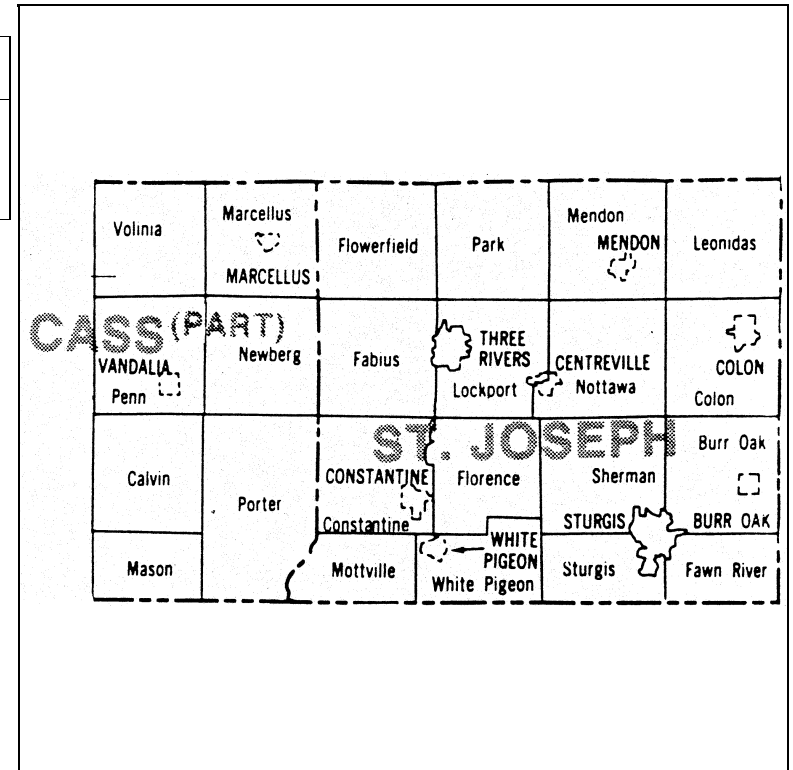 Volinia
Marcellus
MARCELLUS
Flowerfield
Park
Mendon
MENDON
Leonidas
CASS (PART)
VANDALIA
Penn
Newberg
Fabius
THREE
RIVERS
Lockport
CENTREVILLE
Nottawa
COLON
Colon
ST. JOSEPH
Calvin
Porter
CONSTANTINE
Constantine
Florence
Sherman
STURGIS
Burr Oak
BURR OAK
Mason
Mottville
WHITE
PIGEON
White Pigeon
Sturgis
Fawn River